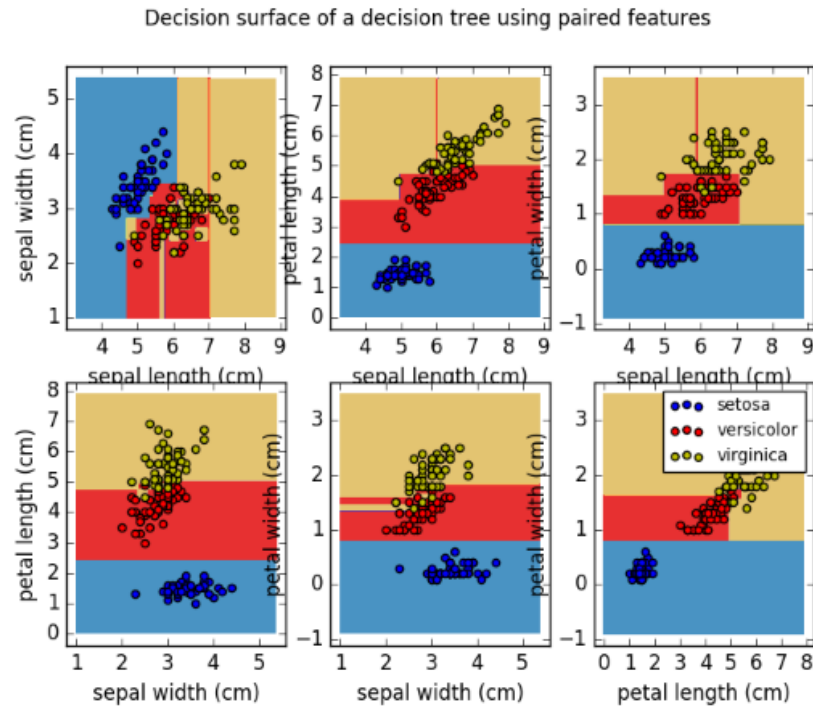 Decision surface of a decision tree using paired features
sepal width (cm)
5
4
3
2
1
4 5 6 7 8 9
sepal length (cm)
petal length (cm)
8
7
6
5
4
3
2
1
0
4 5 6 7 8 9
sepal length (cm)
petal width (cm)
3
2
1
0
−1
4 5 6 7 8 9
sepal length (cm)
petal length (cm)
8
7
6
5
4
3
2
1
0
1 2 3 4 5
sepal width (cm)
petal width (cm)
3
2
1
0
−1
1 2 3 4 5
sepal width (cm)
petal width (cm)
3
2
1
0
−1
0 1 2 3 4 5 6 7 8
petal length (cm)
setosa
versicolor
virginica